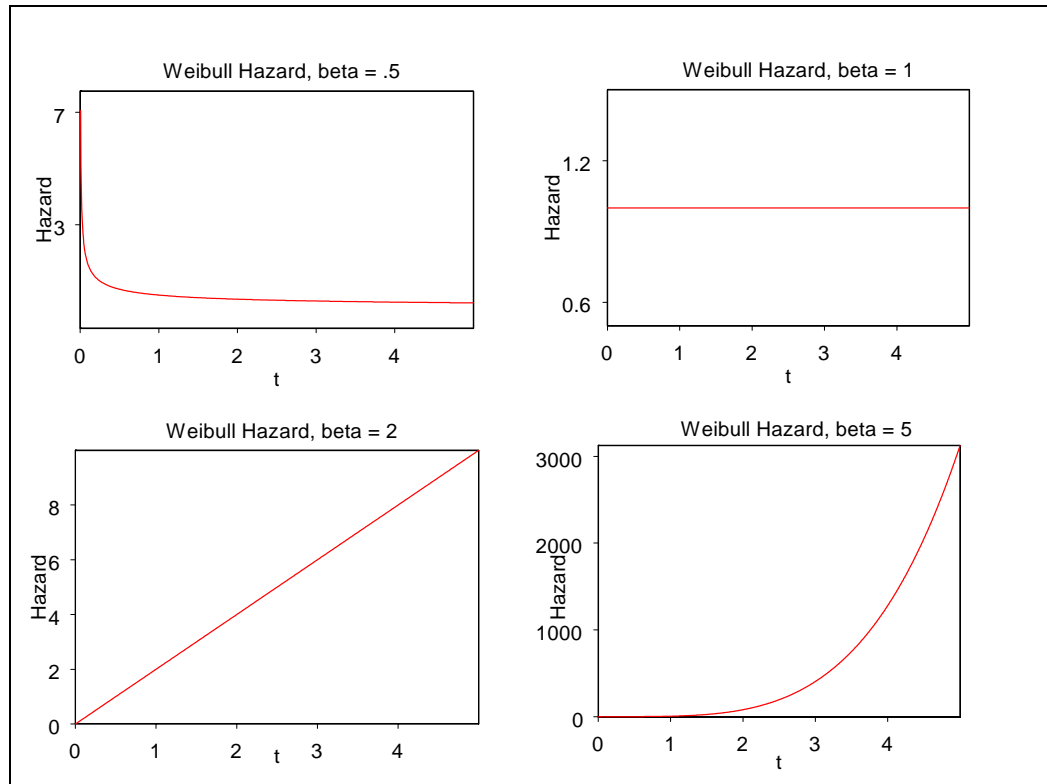 Weibull Hazard, beta = .5
7
3
Hazard
0 1 2 3 4
t
Weibull Hazard, beta = 1
1.2
0.6
Hazard
0 1 2 3 4
t
Weibull Hazard, beta = 2
8
6
4
2
0
Hazard
0 1 2 3 4
t
Weibull Hazard, beta = 5
3000
2000
1000
0
Hazard
0 1 2 3 4
t